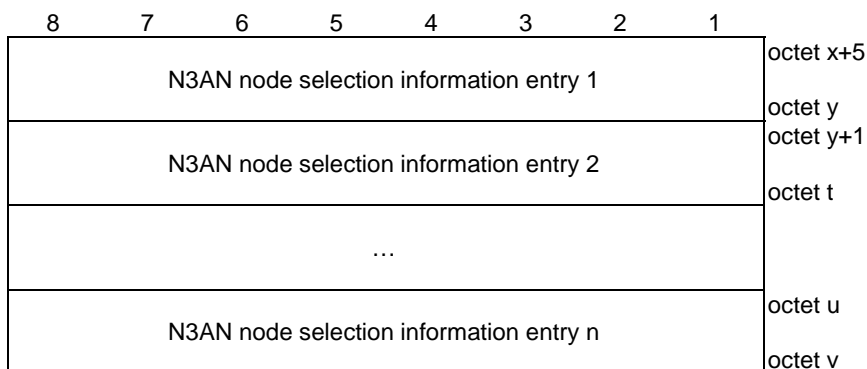 8 7 6 5 4 3 2 1
octet x+5
N3AN node selection information entry 1
octet y
octet y+1
N3AN node selection information entry 2
octet t
…
octet u
N3AN node selection information entry n
octet v